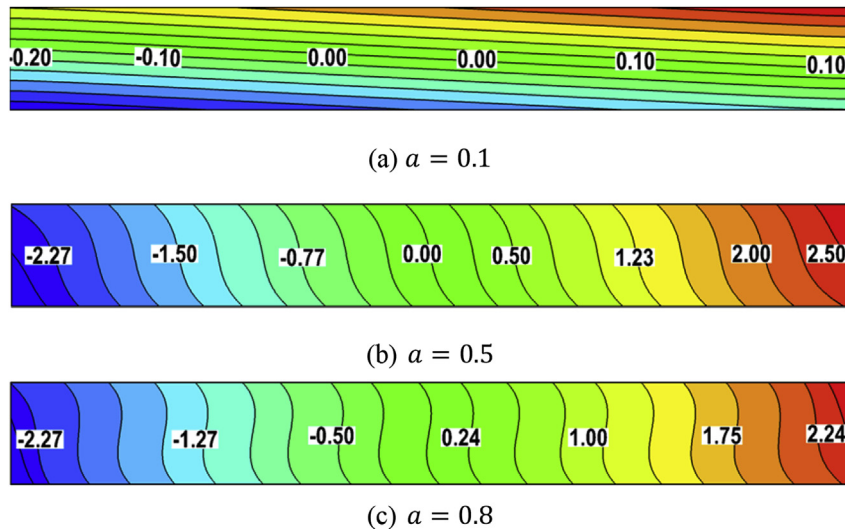 -0.20 -0.10 0.00 0.00 0.10 0.10
(a) a = 0.1
-2.27 -1.50 -0.77 0.00 0.50 1.23 2.00 2.50
(b) a = 0.5
-2.27 -1.27 -0.50 0.24 1.00 1.75 2.24
(c) a = 0.8